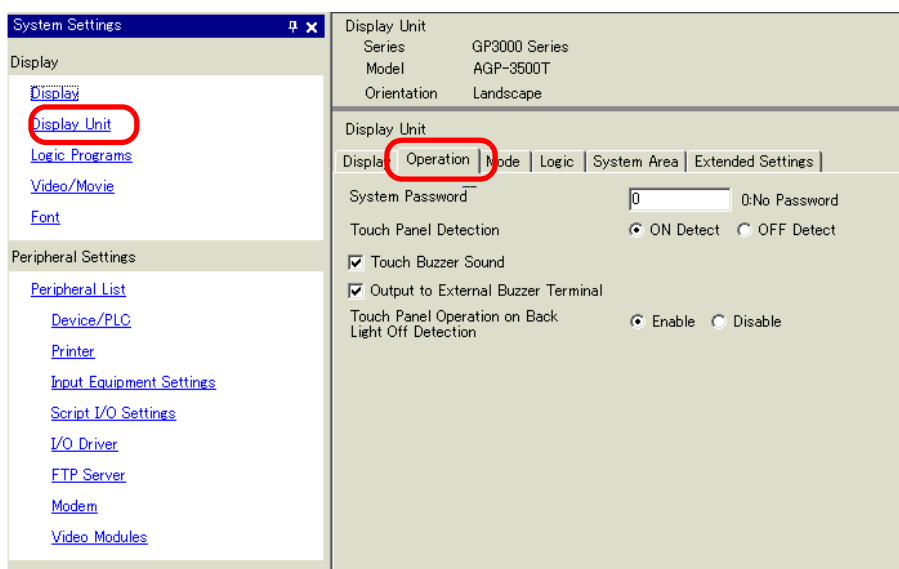 System Settings
Display
Display
Display Unit
Logic Programs
Video/Movie
Font
Peripheral Settings
Peripheral List
Device/PLC
Printer
Input Equipment Settings
Script I/O Settings
I/O Driver
FTP Server
Modem
Video Modules
Display Unit
Series GP3000 Series
Model AGP-3500T
Orientation Landscape
Display Unit
Display Operation Mode Logic System Area Extended Settings
System Password 0 0:No Password
Touch Panel Detection ON Detect OFF Detect
Touch Buzzer Sound
Output to External Buzzer Terminal
Touch Panel Operation on Back
Light Off Detection Enable Disable